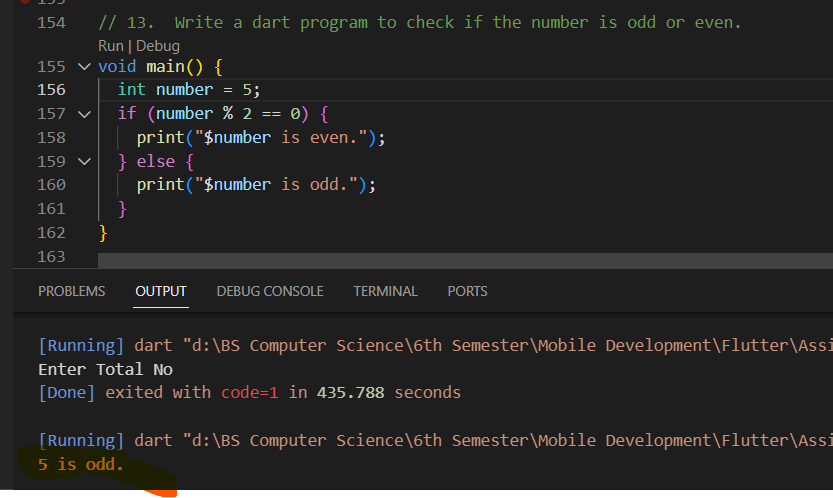 153
154 // 13.  Write a dart program to check if the number is odd or even.
Run | Debug
155 void main() {
156   int number = 5;
157   if (number % 2 == 0) {
158     print("$number is even.");
159   } else {
160     print("$number is odd.");
161   }
162 }
163
PROBLEMS OUTPUT DEBUG CONSOLE TERMINAL PORTS
[Running] dart "d:\BS Computer Science\6th Semester\Mobile Development\Flutter\Assi
Enter Total No
[Done] exited with code=1 in 435.788 seconds
[Running] dart "d:\BS Computer Science\6th Semester\Mobile Development\Flutter\Assi
5 is odd.